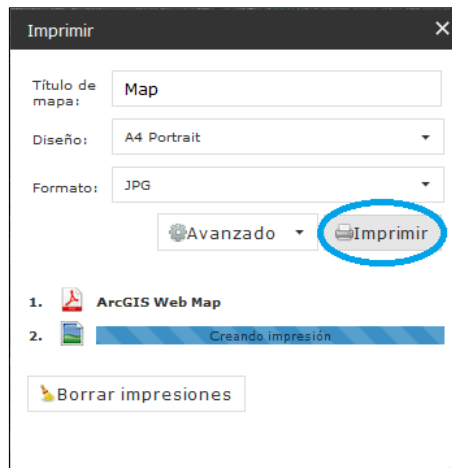 Imprimir ×
Título de mapa: Map
Diseño: A4 Portrait
Formato: JPG
Avanzado Imprimir
1. ArcGIS Web Map
2. Creando impresión
Borrar impresiones